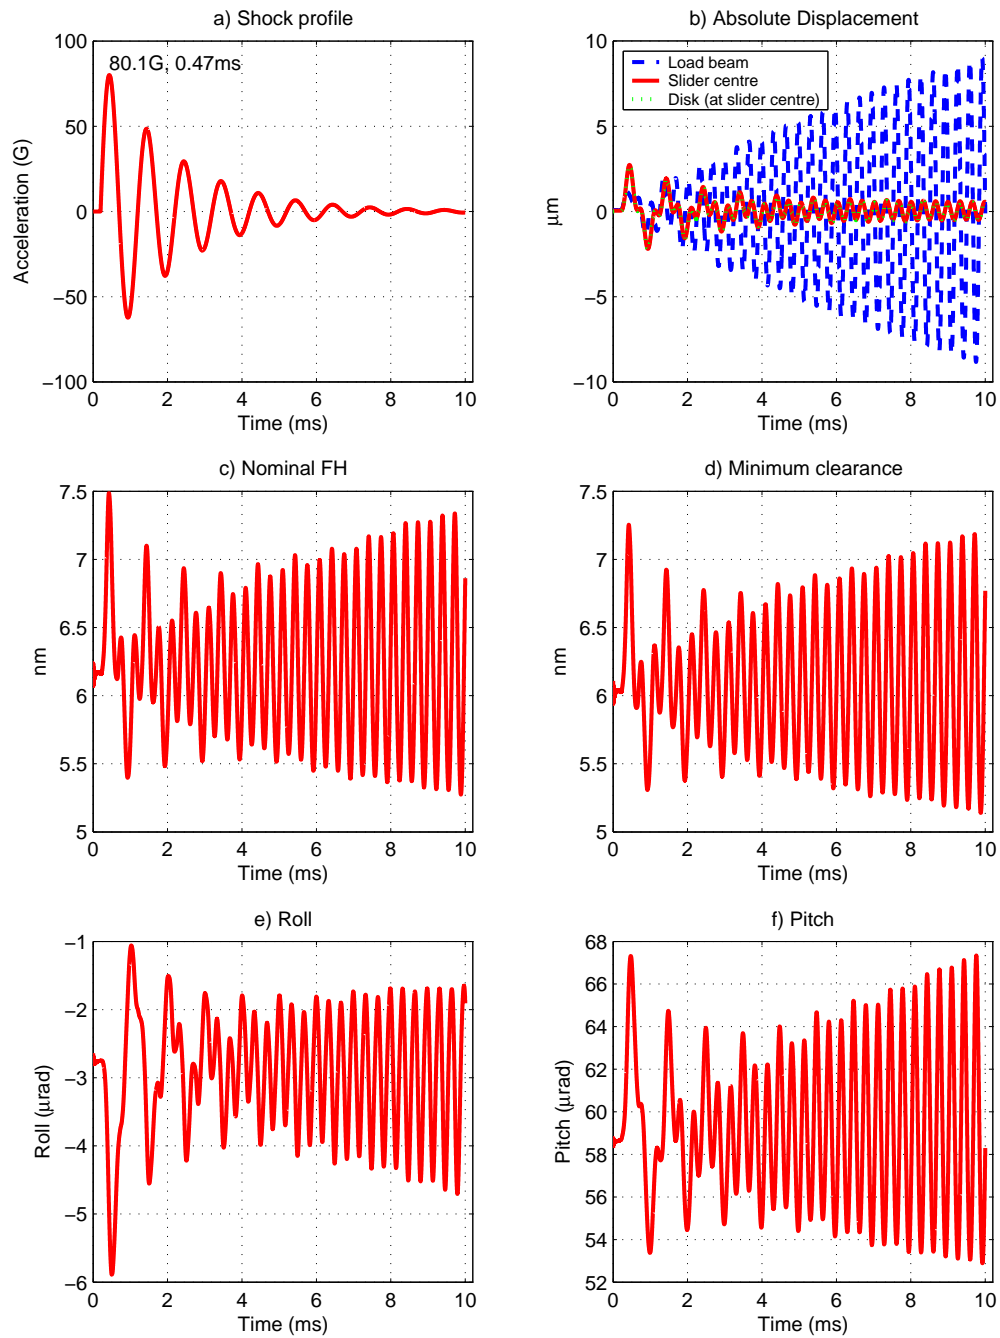 a) Shock profile
80.1G, 0.47ms
Acceleration (G)
100
50
0
−50
−100
0 2 4 6 8 10
Time (ms)
b) Absolute Displacement
Load beam
Slider centre
Disk (at slider centre)
μm
10
5
0
−5
−10
0 2 4 6 8 10
Time (ms)
c) Nominal FH
nm
7.5
7
6.5
6
5.5
5
0 2 4 6 8 10
Time (ms)
d) Minimum clearance
nm
7.5
7
6.5
6
5.5
5
0 2 4 6 8 10
Time (ms)
e) Roll
Roll (μrad)
−1
−2
−3
−4
−5
−6
0 2 4 6 8 10
Time (ms)
f) Pitch
Pitch (μrad)
68
66
64
62
60
58
56
54
52
0 2 4 6 8 10
Time (ms)